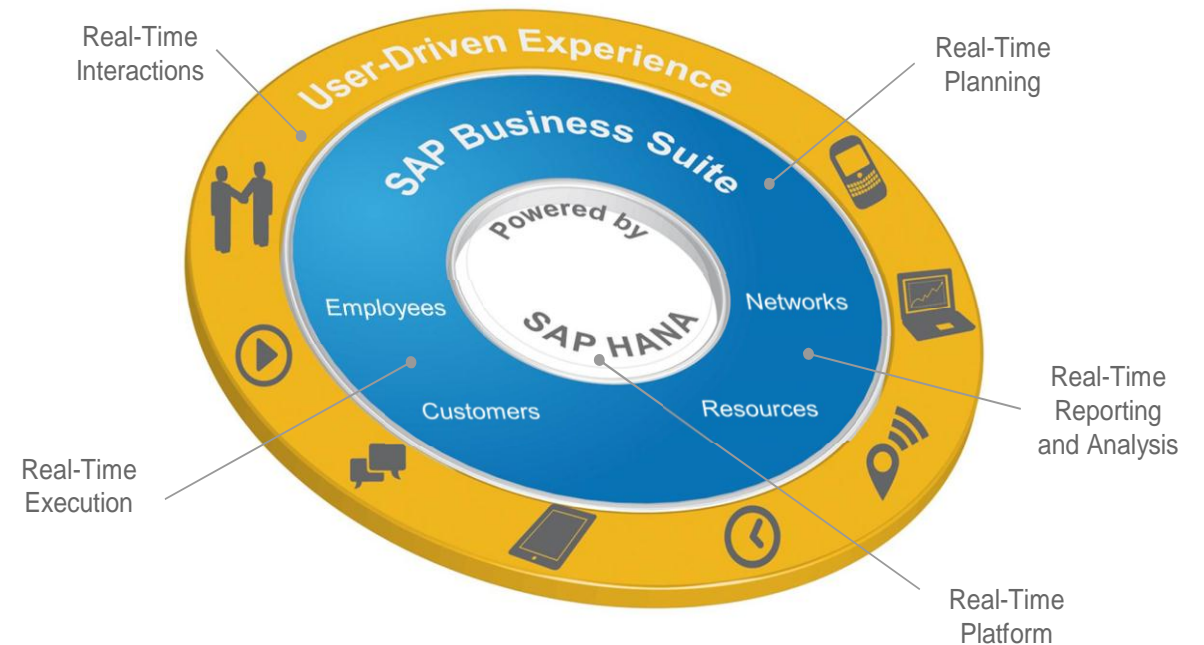 Real-Time
Interactions
User-Driven Experience
Real-Time
Planning
SAP Business Suite
Powered by
SAP HANA
Employees
Networks
Customers
Resources
Real-Time
Reporting
and Analysis
Real-Time
Execution
Real-Time
Platform